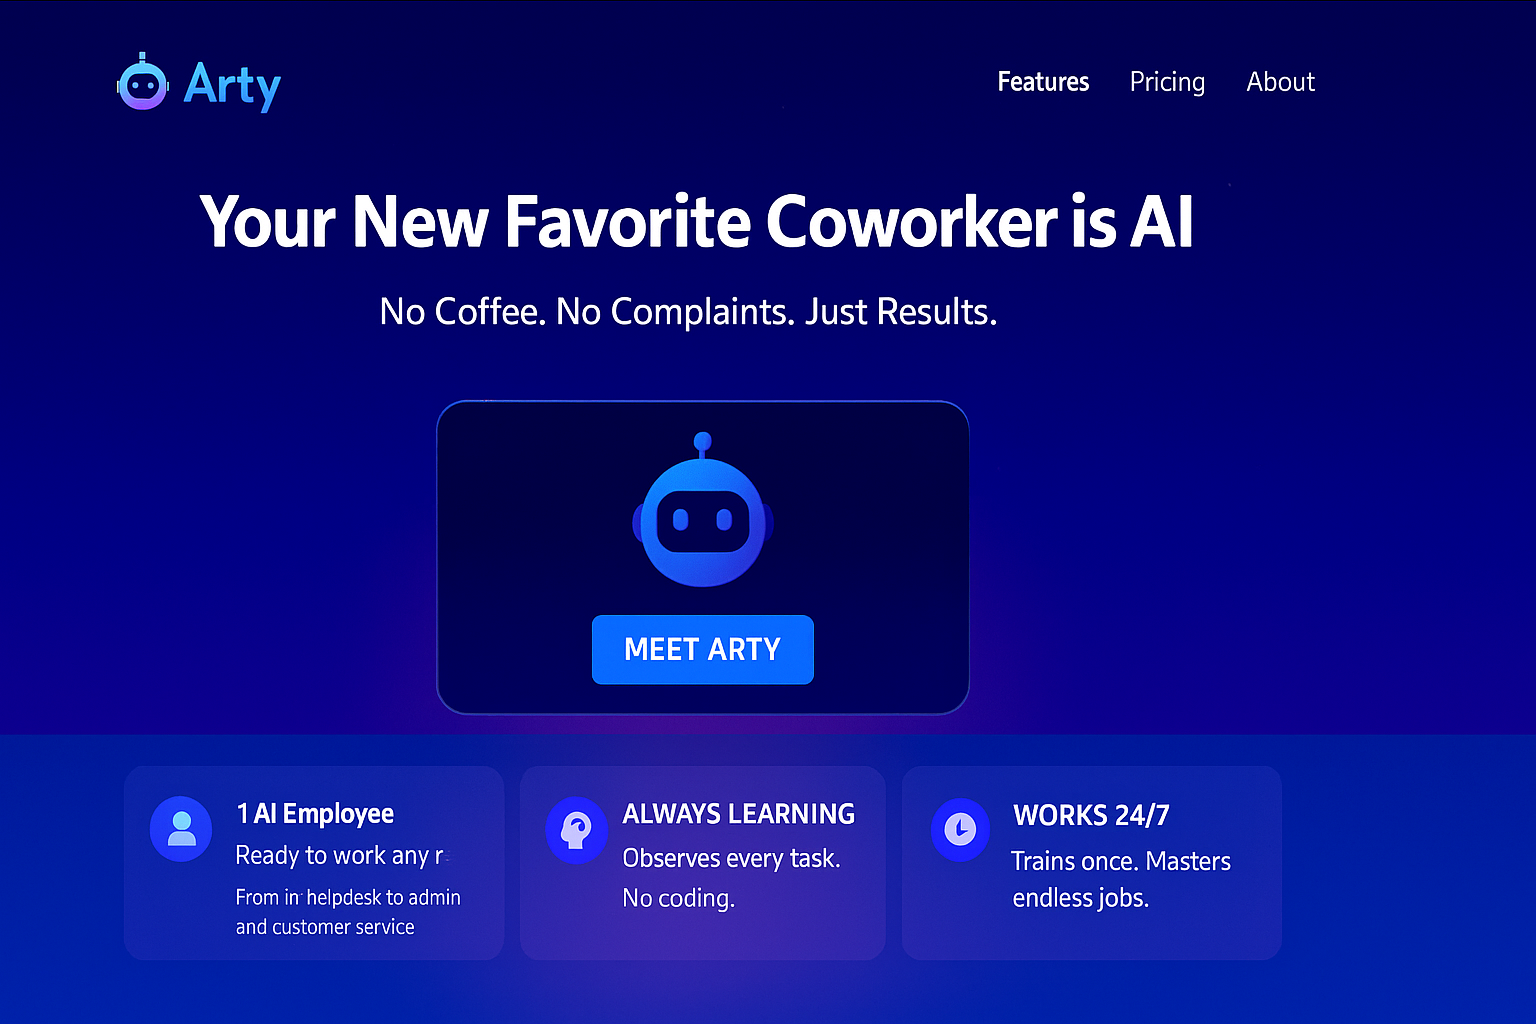 Arty
Features Pricing About
Your New Favorite Coworker is AI
No Coffee. No Complaints. Just Results.
MEET ARTY
1 AI Employee
Ready to work any
From in helpdesk to admin
and customer service
ALWAYS LEARNING
Observes every task.
No coding.
WORKS 24/7
Trains once. Masters
endless jobs.